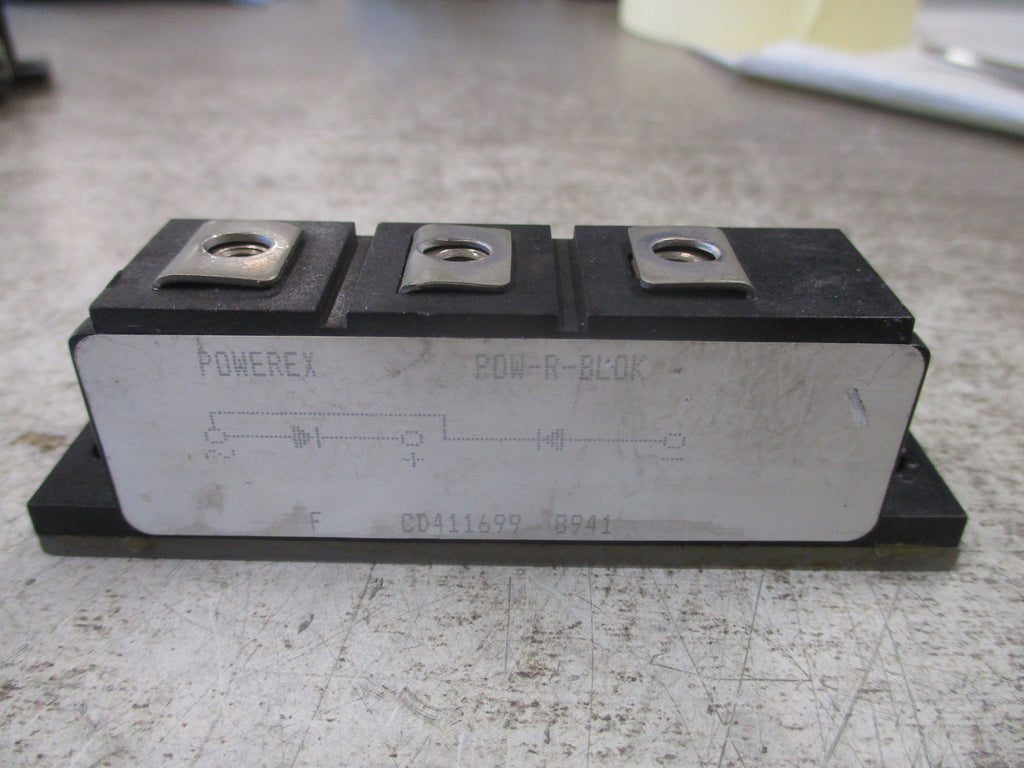 POWEREX POW-R-BLOK
~ + -
F CD411699 8941